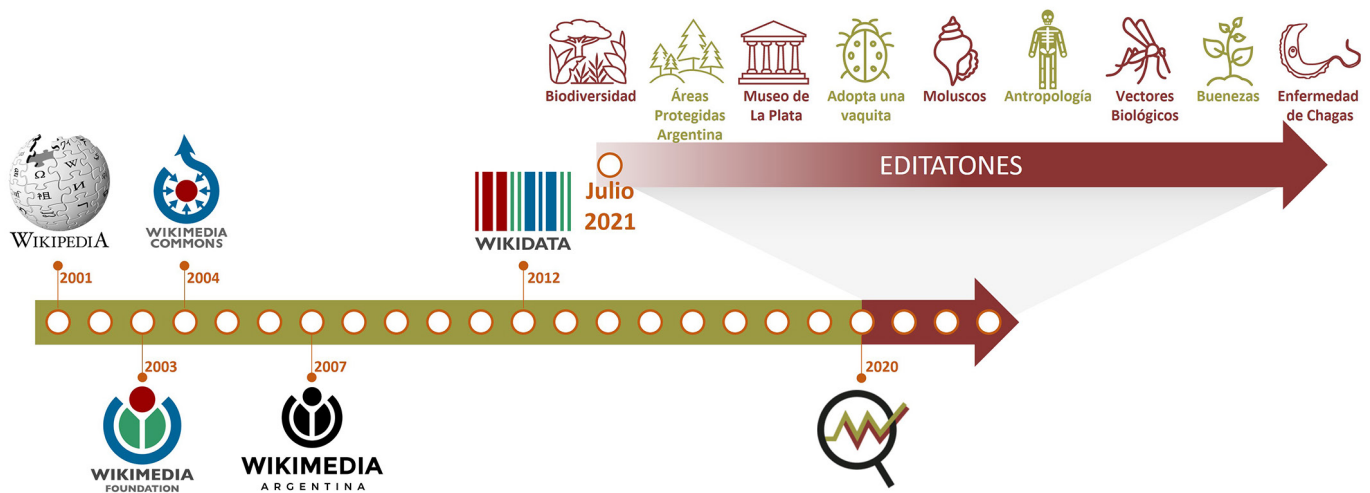 Biodiversidad
Áreas
Protegidas
Argentina
Museo de
La Plata
Adopta una
vaquita
Moluscos
Antropología
Vectores
Biológicos
Buenezas
Enfermedad
de Chagas
EDITATONES
Julio
2021
WIKIPEDIA
WIKIMEDIA
COMMONS
WIKIDATA
2001
2004
2012
2003
2007
2020
WIKIMEDIA
FOUNDATION
WIKIMEDIA
ARGENTINA